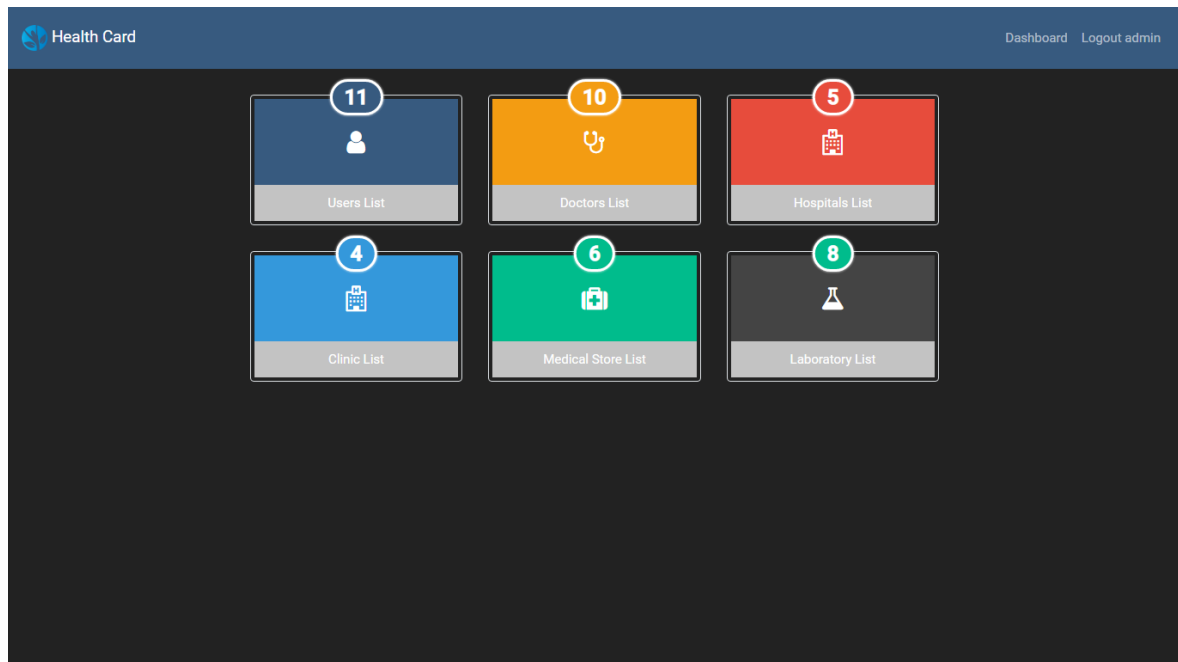 Health Card
Dashboard Logout admin
11
Users List
10
Doctors List
5
Hospitals List
4
Clinic List
6
Medical Store List
8
Laboratory List